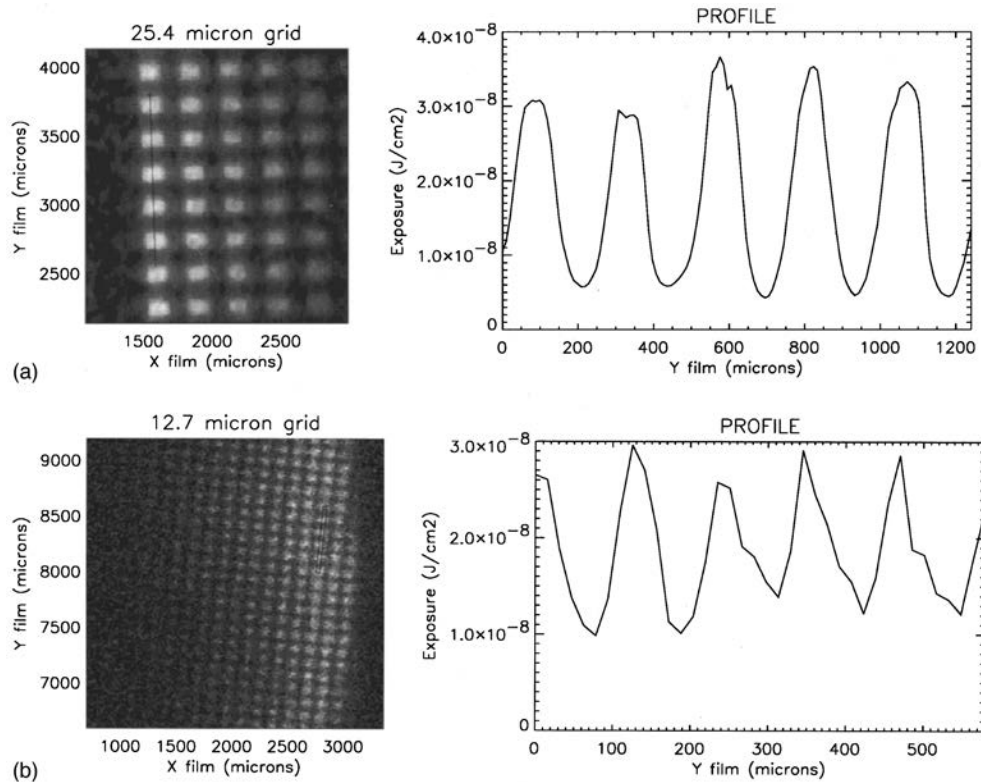 25.4 micron grid
4000
3500
3000
2500
Y film (microns)
1500 2000 2500
X film (microns)
(a)
PROFILE
4.0×10⁻⁸
3.0×10⁻⁸
2.0×10⁻⁸
1.0×10⁻⁸
0
Exposure (J/cm2)
0 200 400 600 800 1000 1200
Y film (microns)
12.7 micron grid
9000
8500
8000
7500
7000
Y film (microns)
1000 1500 2000 2500 3000
X film (microns)
(b)
PROFILE
3.0×10⁻⁸
2.0×10⁻⁸
1.0×10⁻⁸
0
Exposure (J/cm2)
0 100 200 300 400 500
Y film (microns)